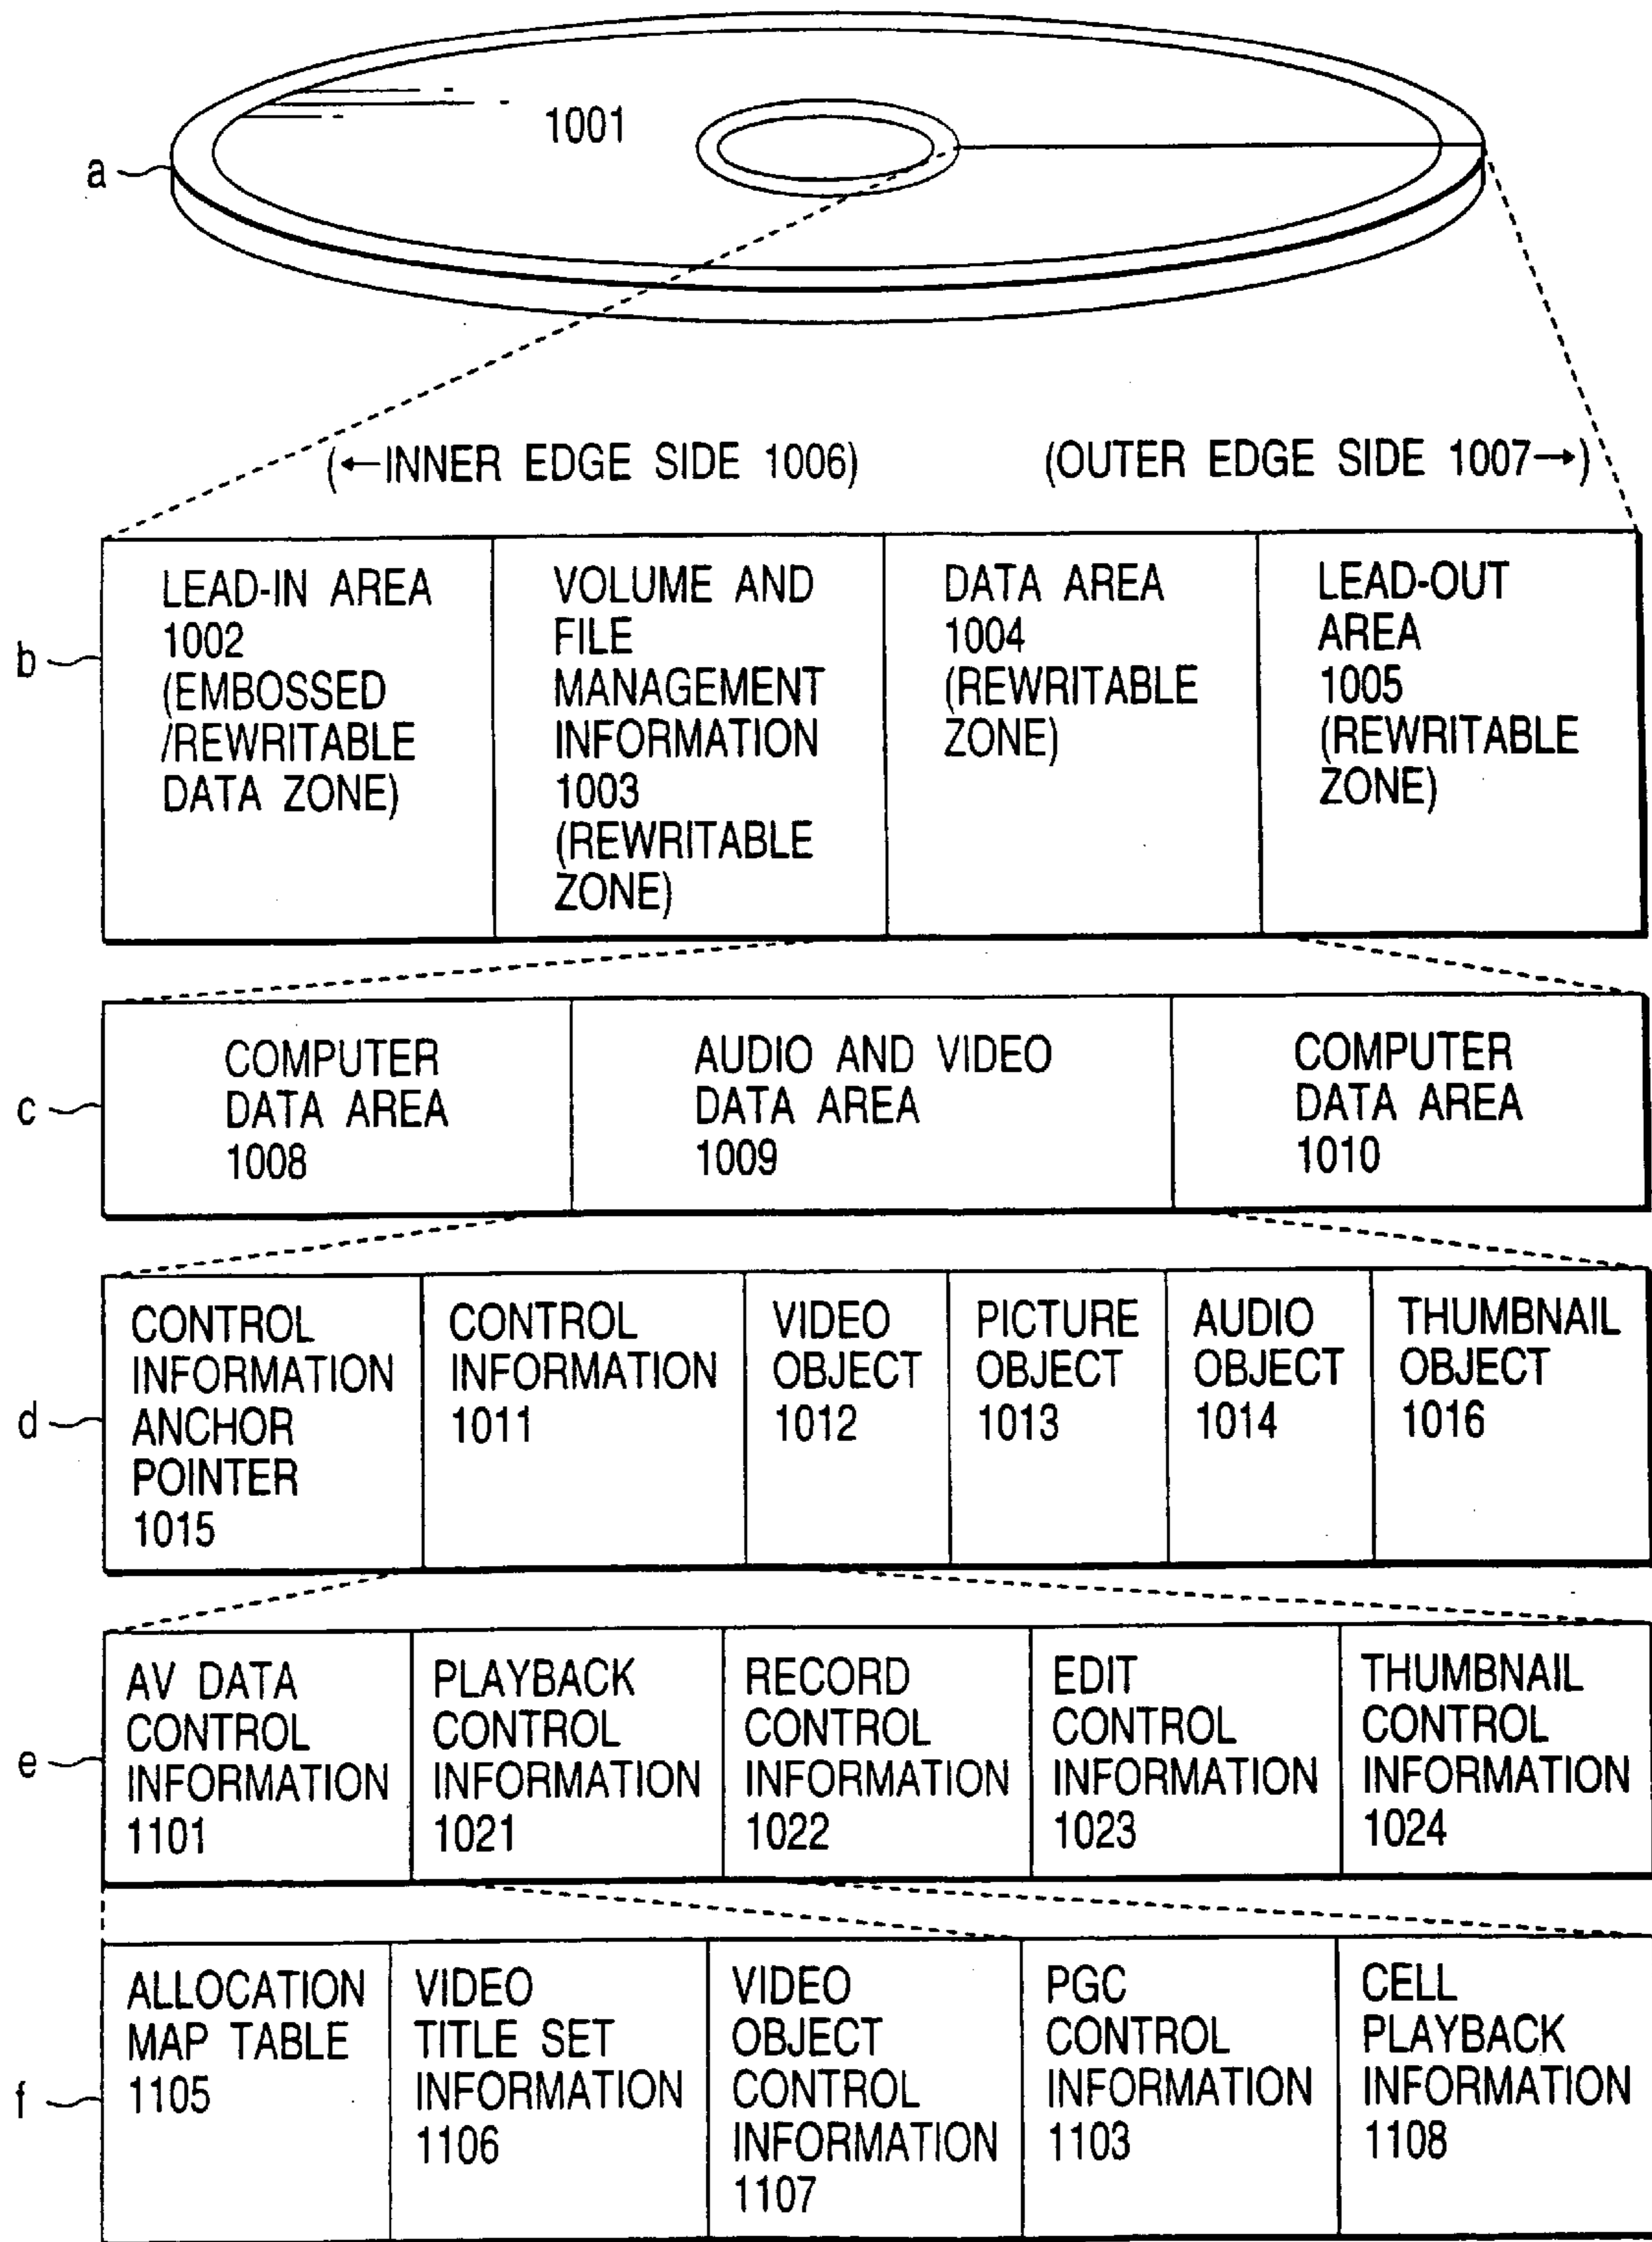 1001
a
(←INNER EDGE SIDE 1006)
(OUTER EDGE SIDE 1007→)
b
LEAD-IN AREA
1002
(EMBOSSED
/REWRITABLE
DATA ZONE)
VOLUME AND
FILE
MANAGEMENT
INFORMATION
1003
(REWRITABLE
ZONE)
DATA AREA
1004
(REWRITABLE
ZONE)
LEAD-OUT
AREA
1005
(REWRITABLE
ZONE)
c
COMPUTER
DATA AREA
1008
AUDIO AND VIDEO
DATA AREA
1009
COMPUTER
DATA AREA
1010
d
CONTROL
INFORMATION
ANCHOR
POINTER
1015
CONTROL
INFORMATION
1011
VIDEO
OBJECT
1012
PICTURE
OBJECT
1013
AUDIO
OBJECT
1014
THUMBNAIL
OBJECT
1016
e
AV DATA
CONTROL
INFORMATION
1101
PLAYBACK
CONTROL
INFORMATION
1021
RECORD
CONTROL
INFORMATION
1022
EDIT
CONTROL
INFORMATION
1023
THUMBNAIL
CONTROL
INFORMATION
1024
f
ALLOCATION
MAP TABLE
1105
VIDEO
TITLE SET
INFORMATION
1106
VIDEO
OBJECT
CONTROL
INFORMATION
1107
PGC
CONTROL
INFORMATION
1103
CELL
PLAYBACK
INFORMATION
1108